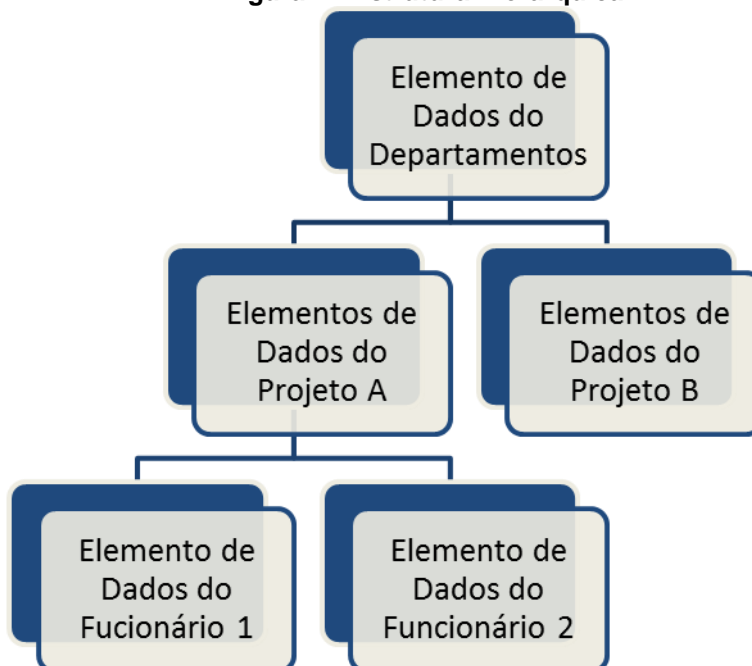 Elemento de
Dados do
Departamentos
Elementos de
Dados do
Projeto A
Elementos de
Dados do
Projeto B
Elemento de
Dados do
Fucionário 1
Elemento de
Dados do
Funcionário 2